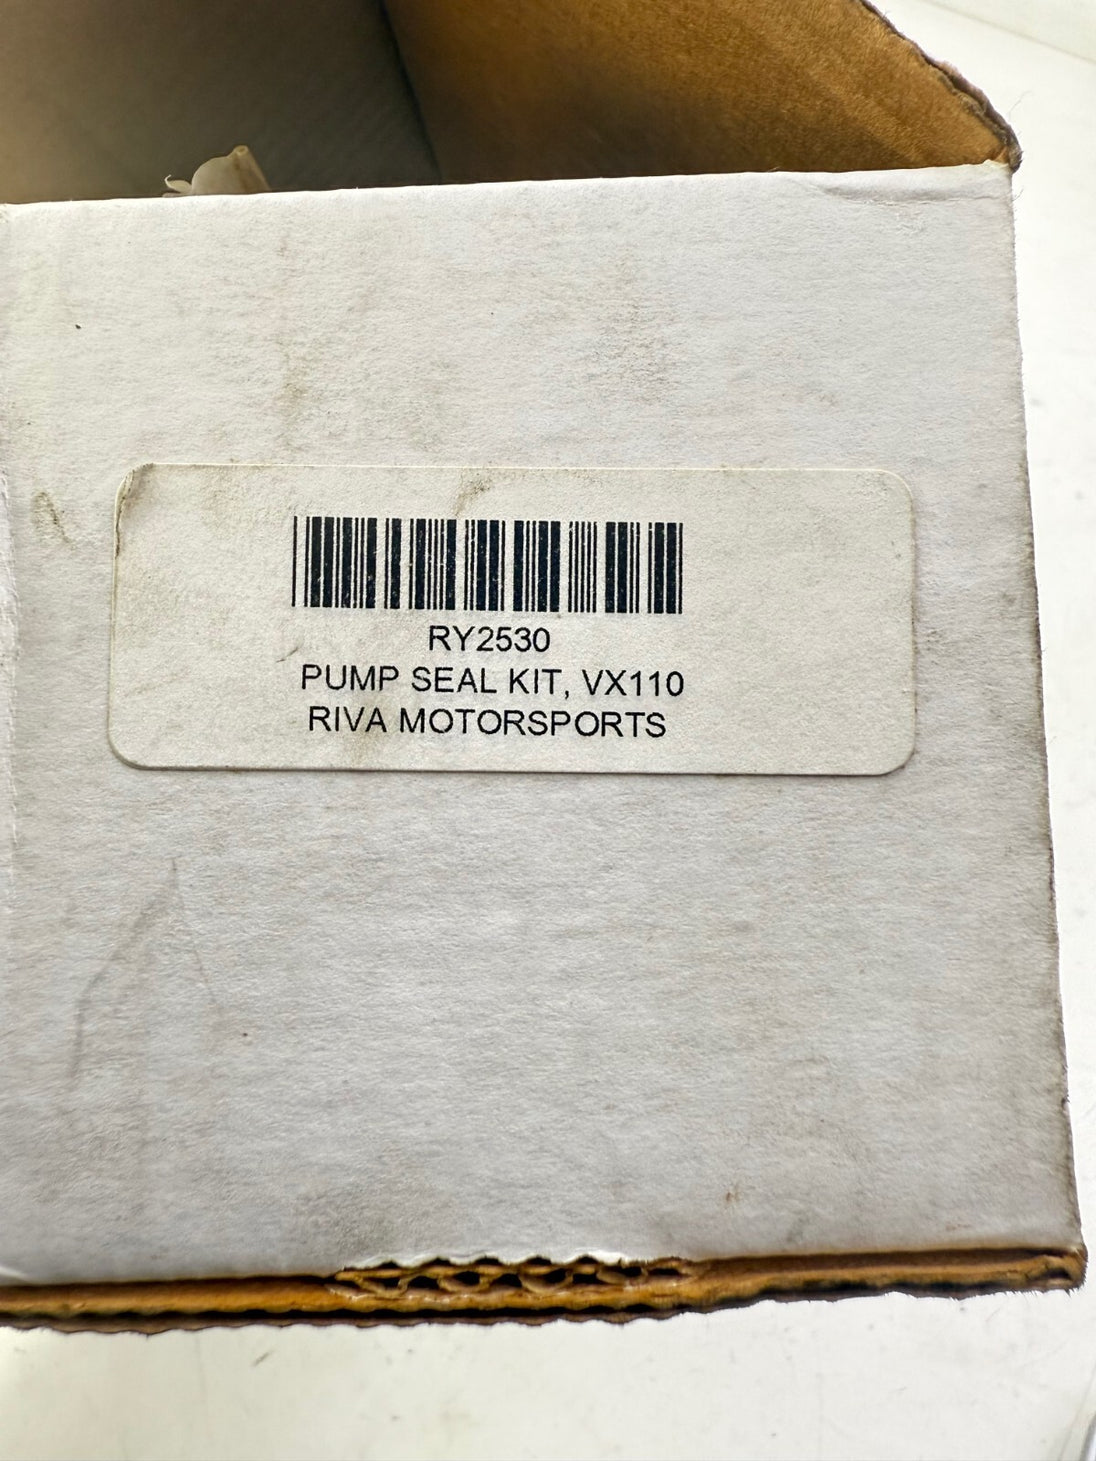 RY2530
PUMP SEAL KIT, VX110
RIVA MOTORSPORTS